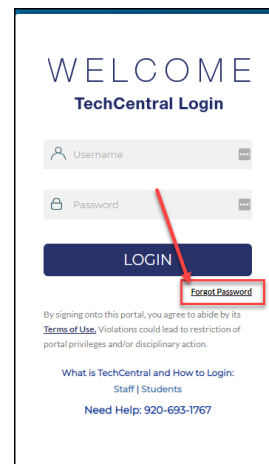 WELCOME
TechCentral Login
Username
Password
LOGIN
Forgot Password
By signing onto this portal, you agree to abide by its
Terms of Use. Violations could lead to restriction of
portal privileges and/or disciplinary action.
What is TechCentral and How to Login:
Staff | Students
Need Help: 920-693-1767